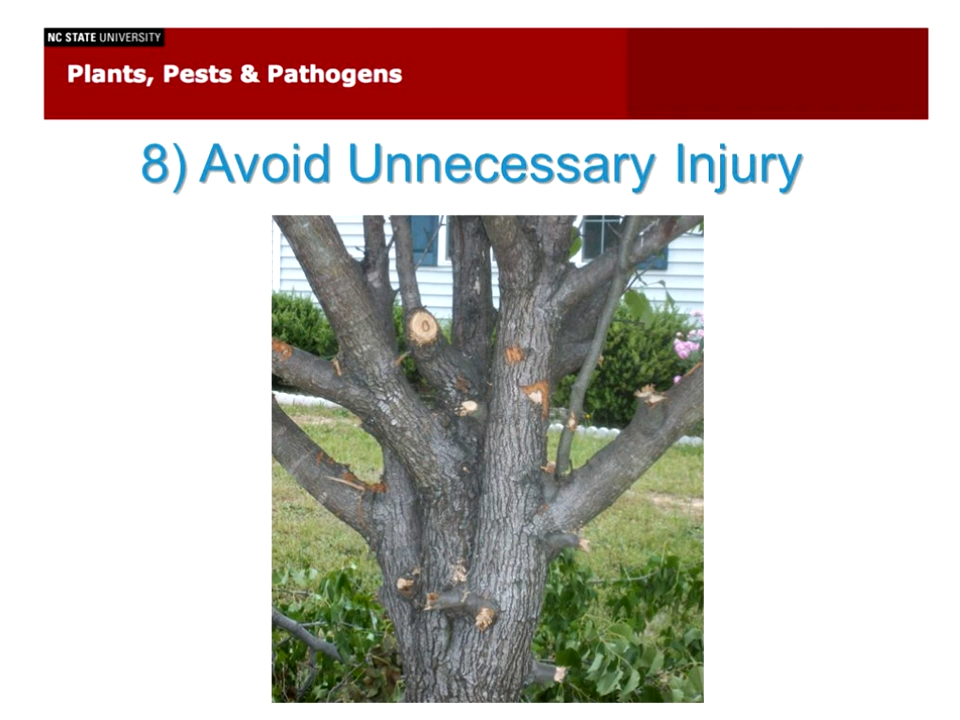 NC STATE UNIVERSITY
Plants, Pests & Pathogens
8) Avoid Unnecessary Injury